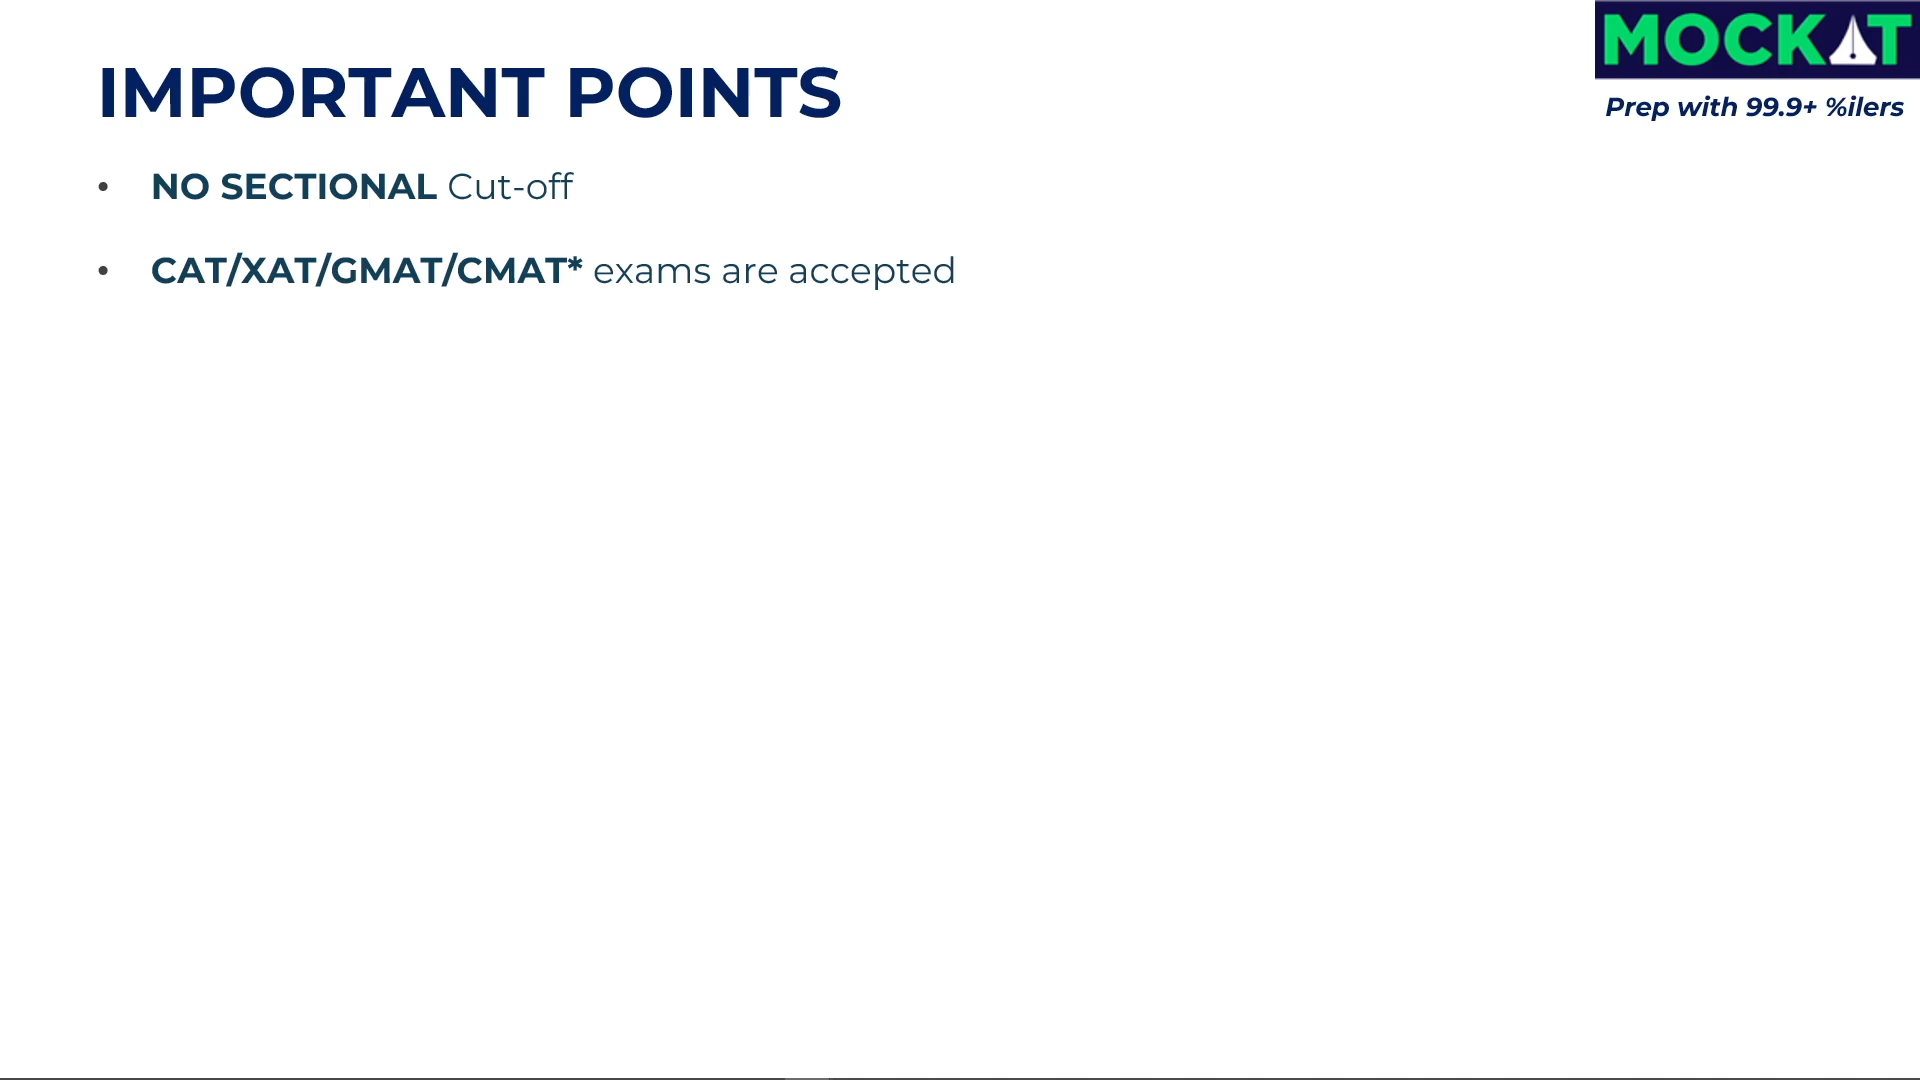 MOCKAT
Prep with 99.9+ %ilers
IMPORTANT POINTS
• NO SECTIONAL Cut-off
• CAT/XAT/GMAT/CMAT* exams are accepted